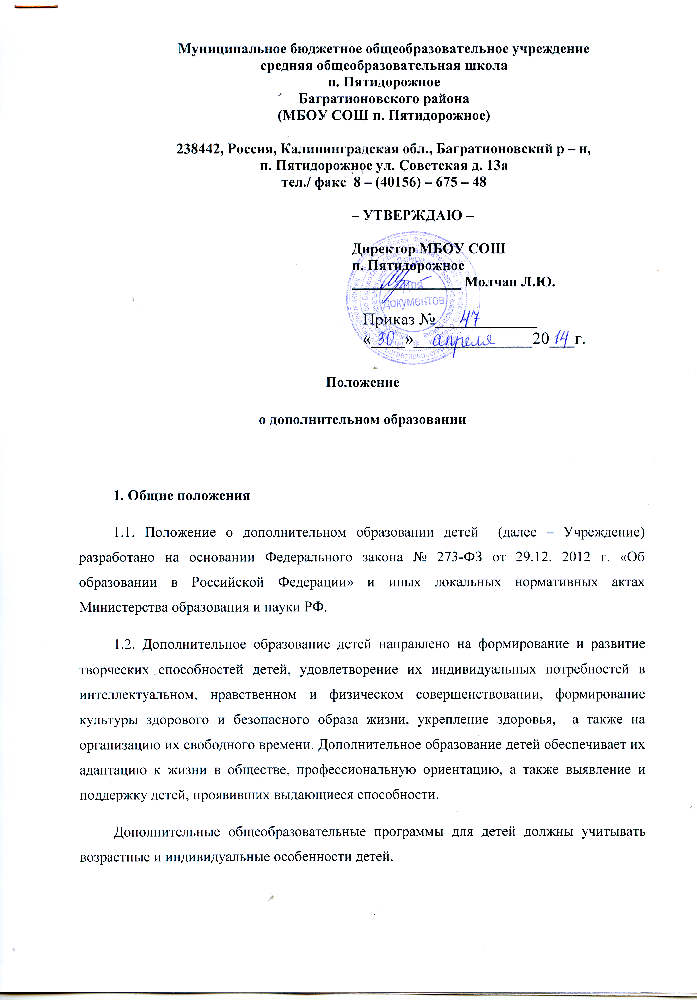 Муниципальное бюджетное общеобразовательное учреждение
средняя общеобразовательная школа
п. Пятидорожное
Багратионовского района
(МБОУ СОШ п. Пятидорожное)
238442, Россия, Калининградская обл., Багратионовский р – н,
п. Пятидорожное ул. Советская д. 13а
тел./ факс 8 – (40156) – 675 – 48
– УТВЕРЖДАЮ –
Директор МБОУ СОШ
п. Пятидорожное
Молчан Л.Ю.
Для
документов
Приказ № 47
«30» апреля 2014 г.
Положение
о дополнительном образовании
1. Общие положения
1.1. Положение о дополнительном образовании детей (далее – Учреждение)
разработано на основании Федерального закона № 273-ФЗ от 29.12. 2012 г. «Об
образовании в Российской Федерации» и иных локальных нормативных актах
Министерства образования и науки РФ.
1.2. Дополнительное образование детей направлено на формирование и развитие
творческих способностей детей, удовлетворение их индивидуальных потребностей в
интеллектуальном, нравственном и физическом совершенствовании, формирование
культуры здорового и безопасного образа жизни, укрепление здоровья, а также на
организацию их свободного времени. Дополнительное образование детей обеспечивает их
адаптацию к жизни в обществе, профессиональную ориентацию, а также выявление и
поддержку детей, проявивших выдающиеся способности.
Дополнительные общеобразовательные программы для детей должны учитывать
возрастные и индивидуальные особенности детей.